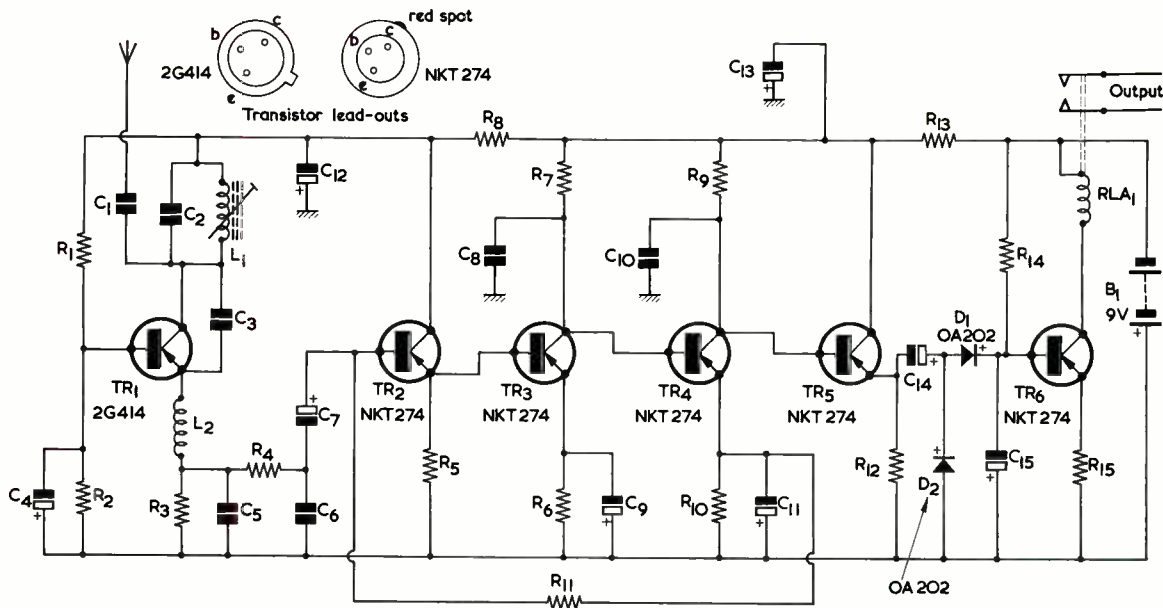 red spot
b
c
b
c
2G414
NKT 274
e
e
Transistor lead-outs
C13
+
Output
R8
R13
C12
+
R7
R9
C1
C2
L1
RLA1
R1
C8
C10
R14
C3
B1
9V
D1
OA202
+
TR1
2G414
TR2
NKT 274
TR3
NKT 274
TR4
NKT 274
TR5
NKT 274
C14
+
TR6
NKT 274
+
C7
L2
R4
R5
R12
C15
+
R15
C4
+
R2
R3
C5
C6
R6
C9
+
R10
C11
+
D2
+
R11
OA202